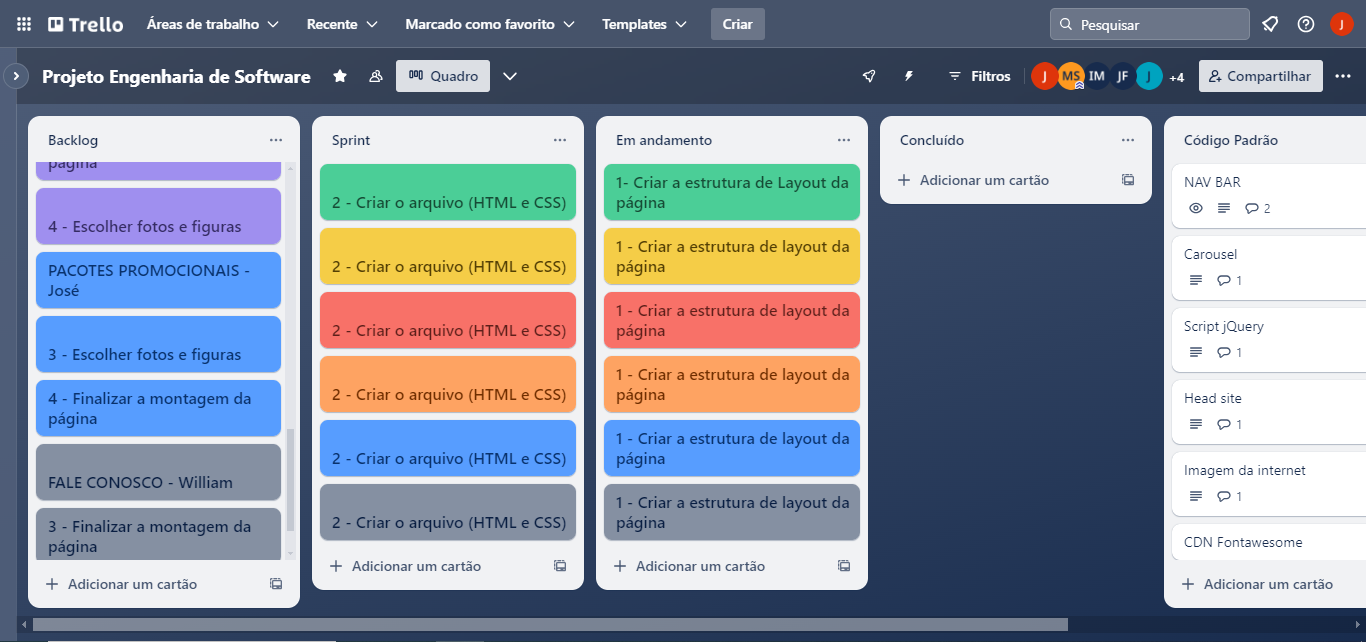 Trello Áreas de trabalho Recente Marcado como favorito Templates Criar Pesquisar J
Projeto Engenharia de Software Quadro Filtros J MS IM JF J +4 Compartilhar
Backlog
página
4 - Escolher fotos e figuras
PACOTES PROMOCIONAIS -
José
3 - Escolher fotos e figuras
4 - Finalizar a montagem da
página
FALE CONOSCO - William
3 - Finalizar a montagem da
página
Adicionar um cartão
Sprint
2 - Criar o arquivo (HTML e CSS)
2 - Criar o arquivo (HTML e CSS)
2 - Criar o arquivo (HTML e CSS)
2 - Criar o arquivo (HTML e CSS)
2 - Criar o arquivo (HTML e CSS)
2 - Criar o arquivo (HTML e CSS)
Adicionar um cartão
Em andamento
1- Criar a estrutura de Layout da
página
1 - Criar a estrutura de layout da
página
1 - Criar a estrutura de layout da
página
1 - Criar a estrutura de layout da
página
1 - Criar a estrutura de layout da
página
1 - Criar a estrutura de layout da
página
Adicionar um cartão
Concluído
Adicionar um cartão
Código Padrão
NAV BAR
2
Carousel
1
Script jQuery
1
Head site
1
Imagem da internet
1
CDN Fontawesome
Adicionar um cartão